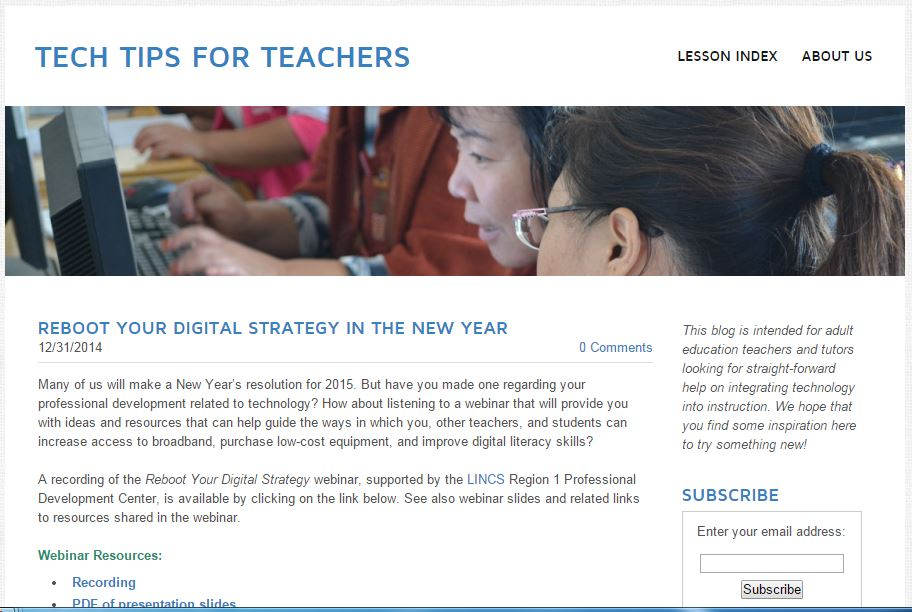 TECH TIPS FOR TEACHERS
LESSON INDEX
ABOUT US
REBOOT YOUR DIGITAL STRATEGY IN THE NEW YEAR
12/31/2014
0 Comments
Many of us will make a New Year's resolution for 2015. But have you made one regarding your
professional development related to technology? How about listening to a webinar that will provide you
with ideas and resources that can help guide the ways in which you, other teachers, and students can
increase access to broadband, purchase low-cost equipment, and improve digital literacy skills?
A recording of the Reboot Your Digital Strategy webinar, supported by the LINCS Region 1 Professional
Development Center, is available by clicking on the link below. See also webinar slides and related links
to resources shared in the webinar.
Webinar Resources:
• Recording
• PDF of presentation slides
This blog is intended for adult
education teachers and tutors
looking for straight-forward
help on integrating technology
into instruction. We hope that
you find some inspiration here
to try something new!
SUBSCRIBE
Enter your email address:
Subscribe